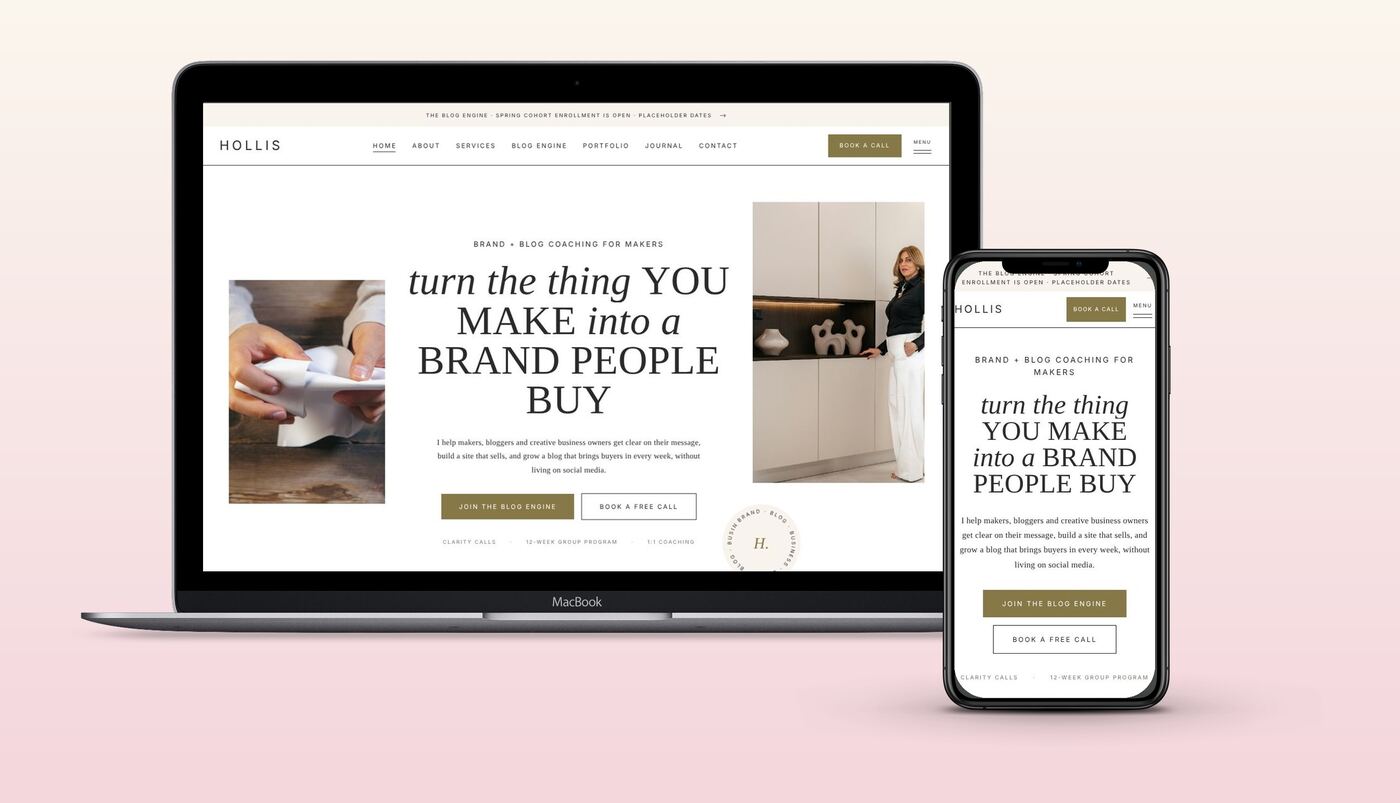 THE BLOG ENGINE · SPRING COHORT ENROLLMENT IS OPEN · PLACEHOLDER DATES →
HOLLIS
HOME ABOUT SERVICES BLOG ENGINE PORTFOLIO JOURNAL CONTACT
BOOK A CALL
MENU
BRAND + BLOG COACHING FOR MAKERS
turn the thing YOU
MAKE into a
BRAND PEOPLE
BUY
I help makers, bloggers and creative business owners get clear on their message,
build a site that sells, and grow a blog that brings buyers in every week, without
living on social media.
JOIN THE BLOG ENGINE
BOOK A FREE CALL
CLARITY CALLS · 12-WEEK GROUP PROGRAM · 1:1 COACHING
BRAND · BLOG · BUSINESS
BLOG · BUSIN
H.
MacBook
THE BLOG ENGINE · SPRING COHORT
ENROLLMENT IS OPEN · PLACEHOLDER DATES
HOLLIS
BOOK A CALL
MENU
BRAND + BLOG COACHING FOR
MAKERS
turn the thing
YOU MAKE
into a BRAND
PEOPLE BUY
I help makers, bloggers and creative business owners
get clear on their message, build a site that sells, and
grow a blog that brings buyers in every week, without
living on social media.
JOIN THE BLOG ENGINE
BOOK A FREE CALL
CLARITY CALLS · 12-WEEK GROUP PROGRAM